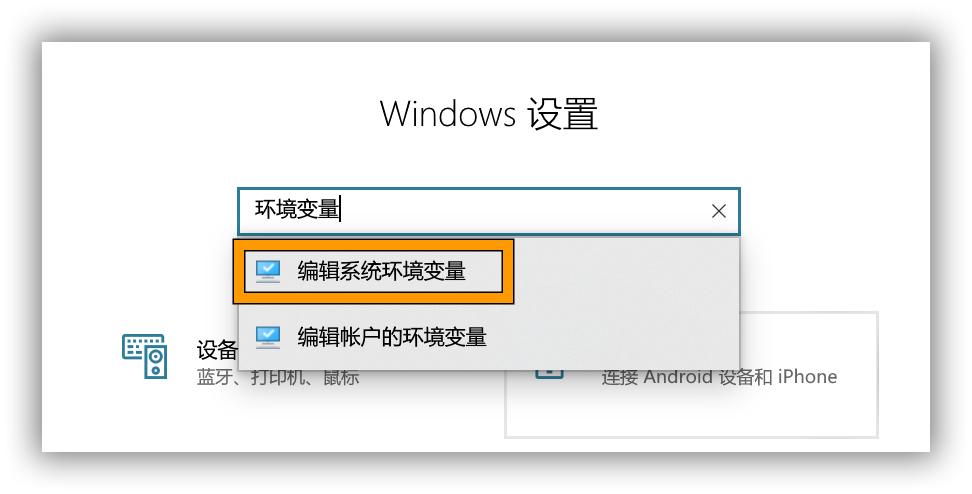 Windows 设置
环境变量
编辑系统环境变量
编辑帐户的环境变量
设备
蓝牙、打印机、鼠标
连接 Android 设备和 iPhone